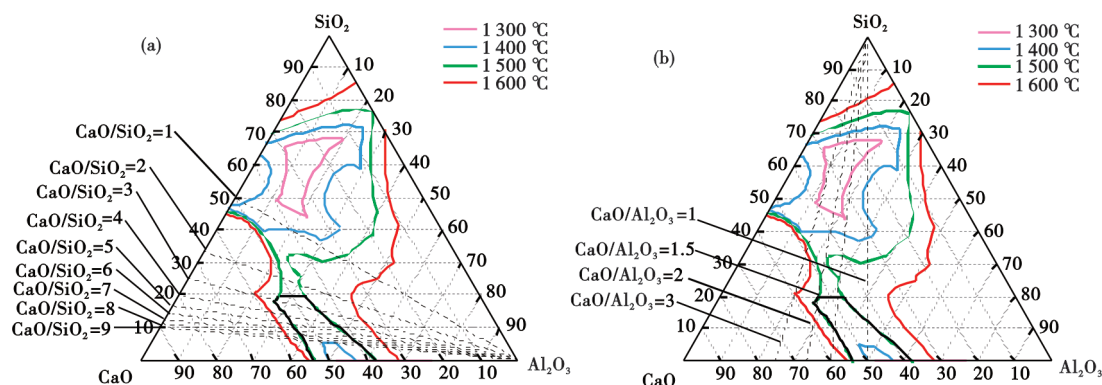 (a)
SiO₂
1 300 ℃
1 400 ℃
1 500 ℃
1 600 ℃
90
80
70
60
50
40
30
20
10
10
20
30
40
50
60
70
80
90
CaO/SiO₂=1
CaO/SiO₂=2
CaO/SiO₂=3
CaO/SiO₂=4
CaO/SiO₂=5
CaO/SiO₂=6
CaO/SiO₂=7
CaO/SiO₂=8
CaO/SiO₂=9
CaO
90 80 70 60 50 40 30 20 10 0
Al₂O₃
(b)
SiO₂
1 300 ℃
1 400 ℃
1 500 ℃
1 600 ℃
90
80
70
60
50
40
30
20
10
10
20
30
40
50
60
70
80
90
CaO/Al₂O₃=1
CaO/Al₂O₃=1.5
CaO/Al₂O₃=2
CaO/Al₂O₃=3
CaO
90 80 70 60 50 40 30 20 10 0
Al₂O₃